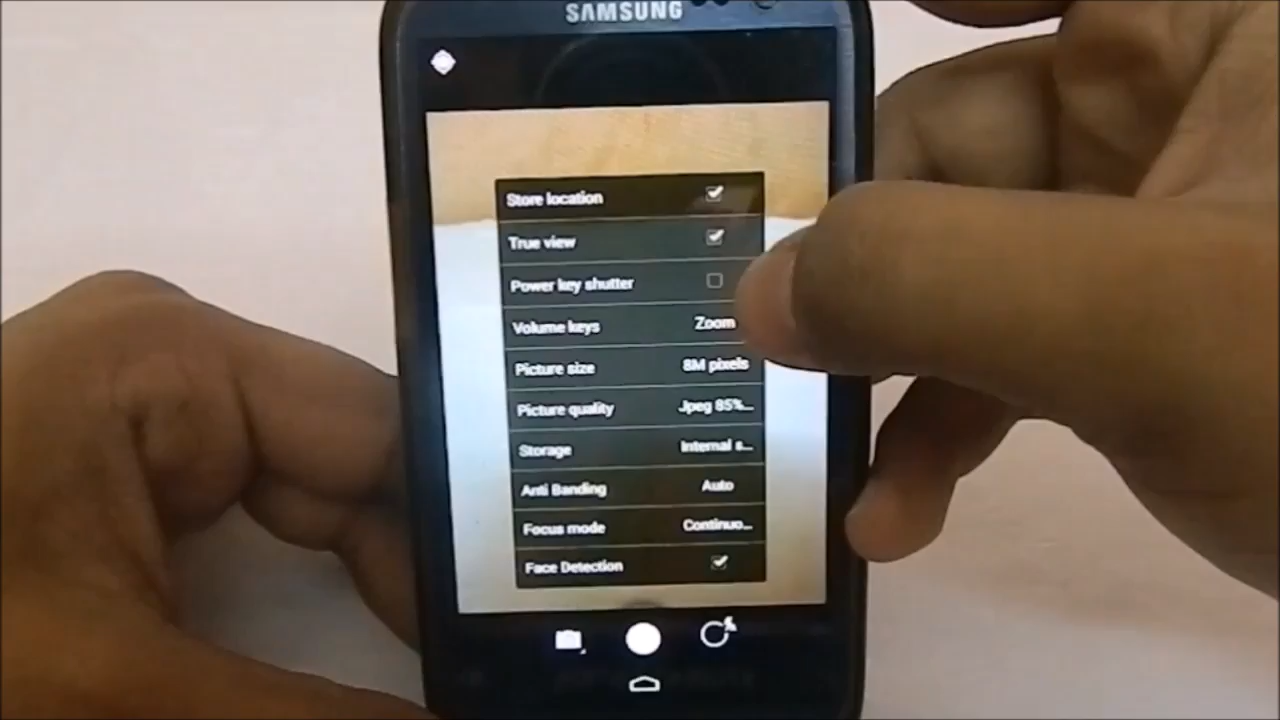 SAMSUNG
Store location
True view
Power key shutter
Volume keys Zoom
Picture size 8M pixels
Picture quality Jpeg 85%...
Storage Internal s...
Anti Banding Auto
Focus mode Continuo...
Face Detection